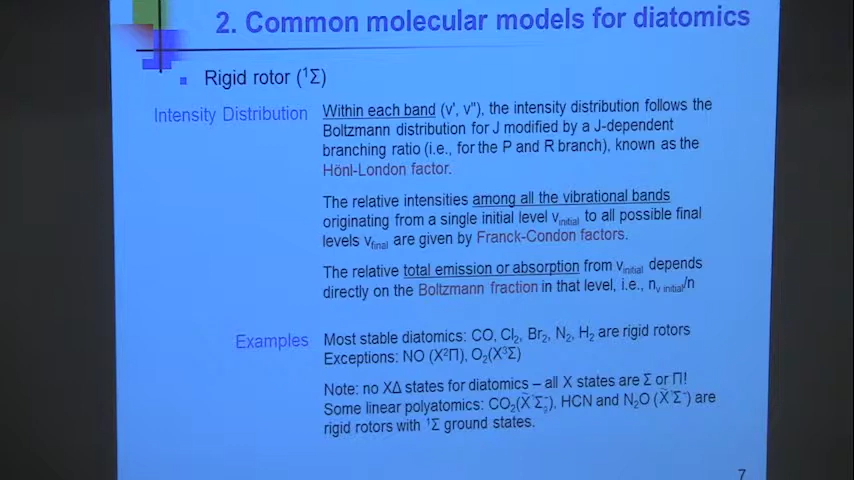 2. Common molecular models for diatomics
Rigid rotor (¹Σ)
Intensity Distribution
Within each band (v', v"), the intensity distribution follows the
Boltzmann distribution for J modified by a J-dependent
branching ratio (i.e., for the P and R branch), known as the
Hönl-London factor.
The relative intensities among all the vibrational bands
originating from a single initial level v_initial to all possible final
levels v_final are given by Franck-Condon factors.
The relative total emission or absorption from v_initial depends
directly on the Boltzmann fraction in that level, i.e., n_v initial/n
Examples
Most stable diatomics: CO, Cl₂, Br₂, N₂, H₂ are rigid rotors
Exceptions: NO (X²Π), O₂(X³Σ)
Note: no XΔ states for diatomics – all X states are Σ or Π!
Some linear polyatomics: CO₂(X̃ Σ), HCN and N₂O (X̃ Σ) are
rigid rotors with ¹Σ ground states.
7